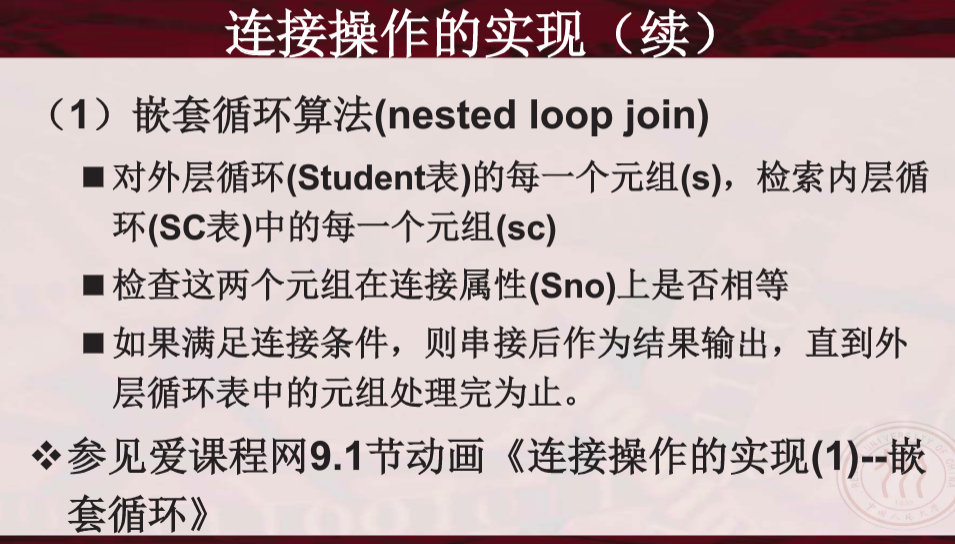 连接操作的实现（续）
（1）嵌套循环算法(nested loop join)
■对外层循环(Student表)的每一个元组(s)，检索内层循
环(SC表)中的每一个元组(sc)
■检查这两个元组在连接属性(Sno)上是否相等
■如果满足连接条件，则串接后作为结果输出，直到外
层循环表中的元组处理完为止。
❖参见爱课程网9.1节动画《连接操作的实现(1)--嵌
套循环》